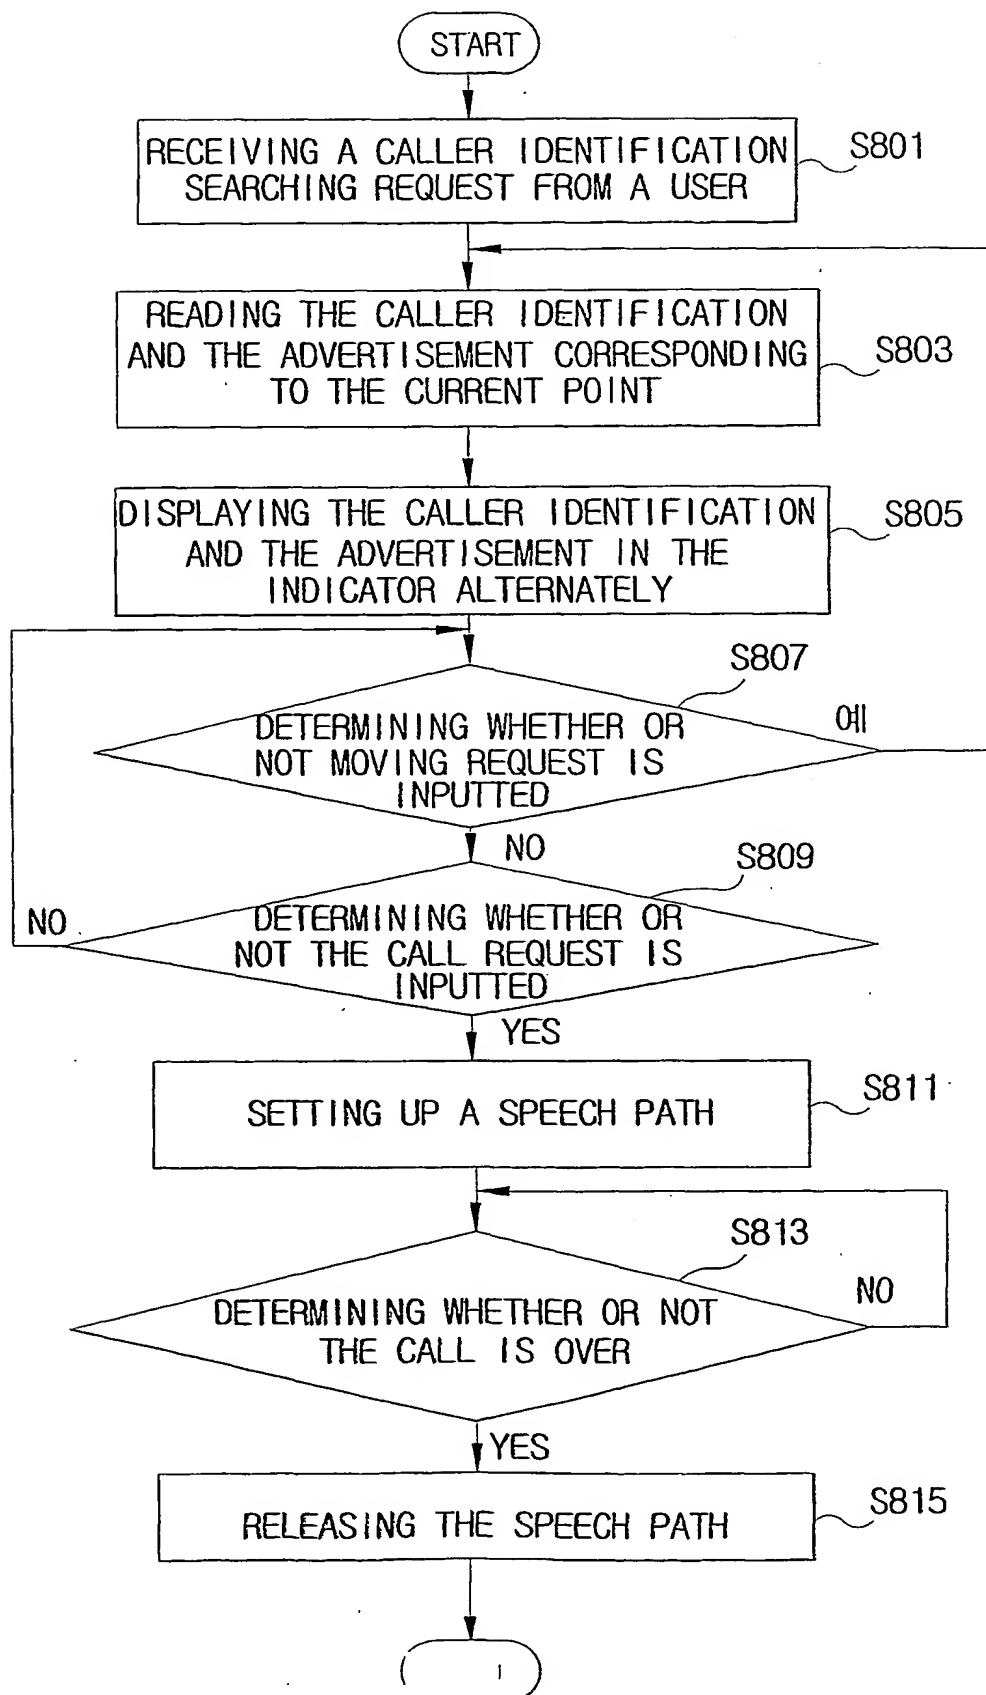 START
RECEIVING A CALLER IDENTIFICATION
SEARCHING REQUEST FROM A USER
S801
READING THE CALLER IDENTIFICATION
AND THE ADVERTISEMENT CORRESPONDING
TO THE CURRENT POINT
S803
DISPLAYING THE CALLER IDENTIFICATION
AND THE ADVERTISEMENT IN THE
INDICATOR ALTERNATELY
S805
S807
DETERMINING WHETHER OR
NOT MOVING REQUEST IS
INPUTTED
예
NO
S809
DETERMINING WHETHER OR
NOT THE CALL REQUEST IS
INPUTTED
NO
YES
SETTING UP A SPEECH PATH
S811
S813
DETERMINING WHETHER OR NOT
THE CALL IS OVER
NO
YES
RELEASING THE SPEECH PATH
S815